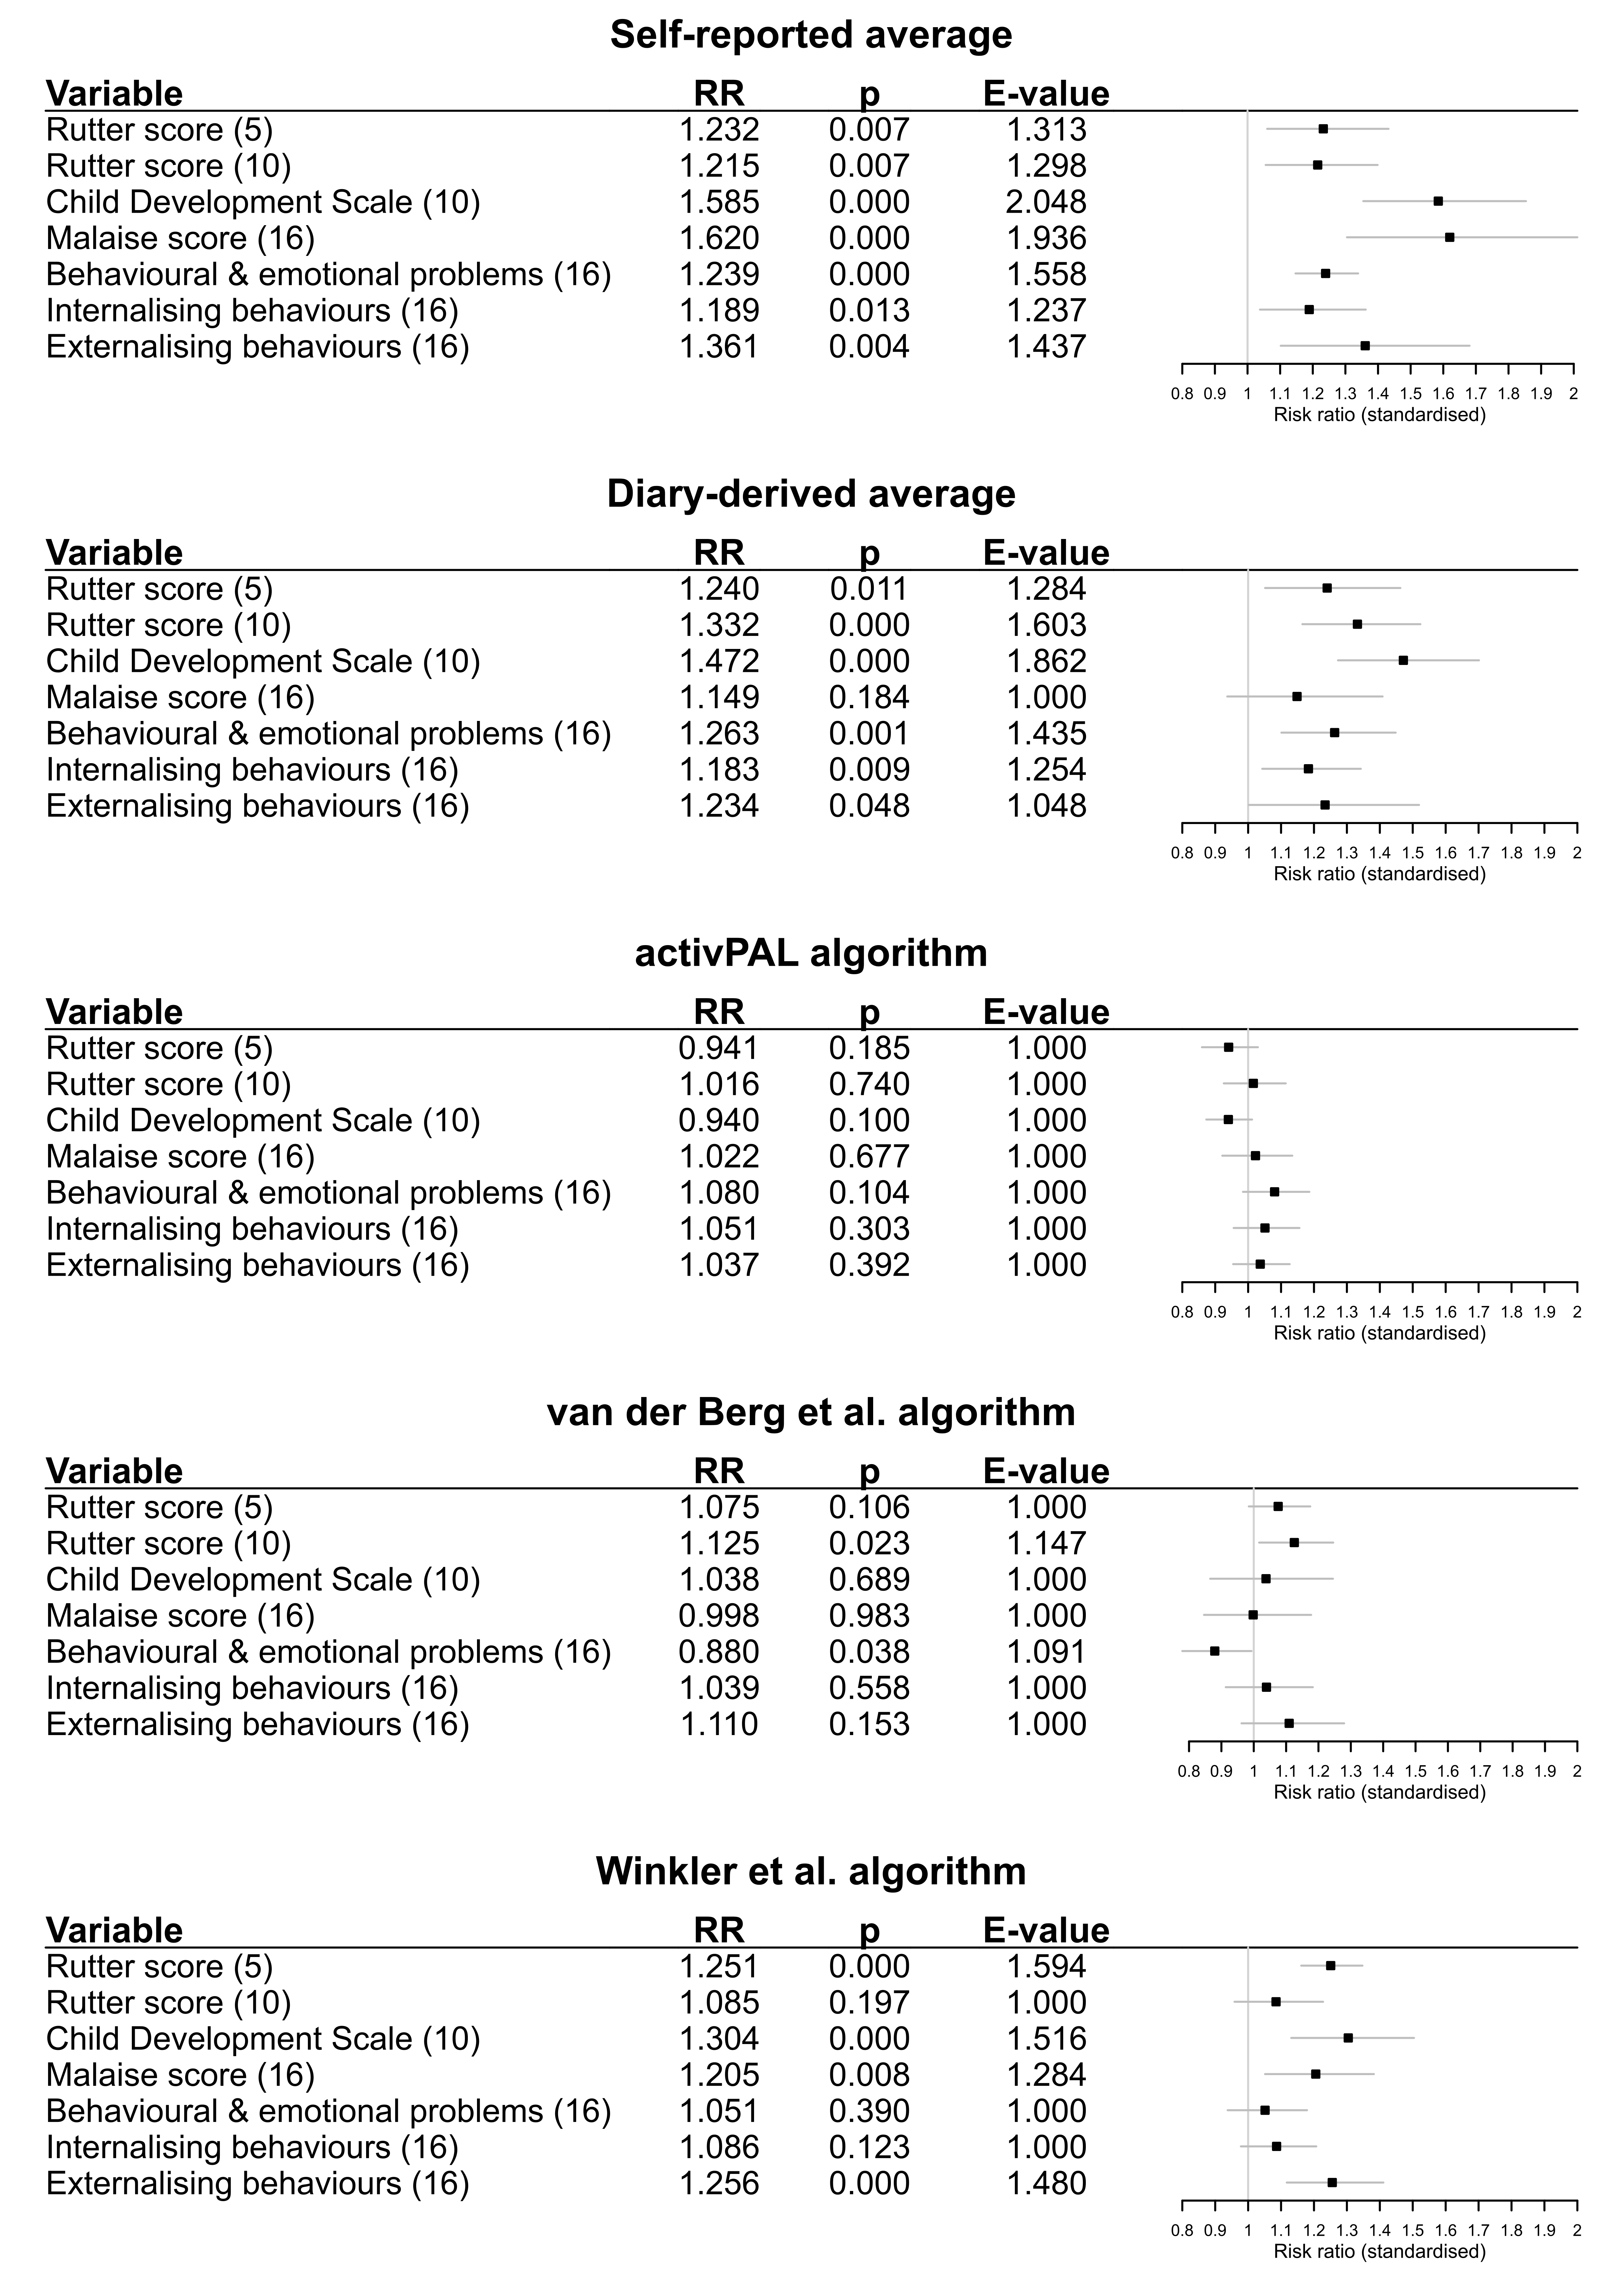 Self-reported average
Variable RR p E-value
Rutter score (5) 1.232 0.007 1.313
Rutter score (10) 1.215 0.007 1.298
Child Development Scale (10) 1.585 0.000 2.048
Malaise score (16) 1.620 0.000 1.936
Behavioural & emotional problems (16) 1.239 0.000 1.558
Internalising behaviours (16) 1.189 0.013 1.237
Externalising behaviours (16) 1.361 0.004 1.437
0.8 0.9 1 1.1 1.2 1.3 1.4 1.5 1.6 1.7 1.8 1.9 2
Risk ratio (standardised)
Diary-derived average
Variable RR p E-value
Rutter score (5) 1.240 0.011 1.284
Rutter score (10) 1.332 0.000 1.603
Child Development Scale (10) 1.472 0.000 1.862
Malaise score (16) 1.149 0.184 1.000
Behavioural & emotional problems (16) 1.263 0.001 1.435
Internalising behaviours (16) 1.183 0.009 1.254
Externalising behaviours (16) 1.234 0.048 1.048
0.8 0.9 1 1.1 1.2 1.3 1.4 1.5 1.6 1.7 1.8 1.9 2
Risk ratio (standardised)
activPAL algorithm
Variable RR p E-value
Rutter score (5) 0.941 0.185 1.000
Rutter score (10) 1.016 0.740 1.000
Child Development Scale (10) 0.940 0.100 1.000
Malaise score (16) 1.022 0.677 1.000
Behavioural & emotional problems (16) 1.080 0.104 1.000
Internalising behaviours (16) 1.051 0.303 1.000
Externalising behaviours (16) 1.037 0.392 1.000
0.8 0.9 1 1.1 1.2 1.3 1.4 1.5 1.6 1.7 1.8 1.9 2
Risk ratio (standardised)
van der Berg et al. algorithm
Variable RR p E-value
Rutter score (5) 1.075 0.106 1.000
Rutter score (10) 1.125 0.023 1.147
Child Development Scale (10) 1.038 0.689 1.000
Malaise score (16) 0.998 0.983 1.000
Behavioural & emotional problems (16) 0.880 0.038 1.091
Internalising behaviours (16) 1.039 0.558 1.000
Externalising behaviours (16) 1.110 0.153 1.000
0.8 0.9 1 1.1 1.2 1.3 1.4 1.5 1.6 1.7 1.8 1.9 2
Risk ratio (standardised)
Winkler et al. algorithm
Variable RR p E-value
Rutter score (5) 1.251 0.000 1.594
Rutter score (10) 1.085 0.197 1.000
Child Development Scale (10) 1.304 0.000 1.516
Malaise score (16) 1.205 0.008 1.284
Behavioural & emotional problems (16) 1.051 0.390 1.000
Internalising behaviours (16) 1.086 0.123 1.000
Externalising behaviours (16) 1.256 0.000 1.480
0.8 0.9 1 1.1 1.2 1.3 1.4 1.5 1.6 1.7 1.8 1.9 2
Risk ratio (standardised)